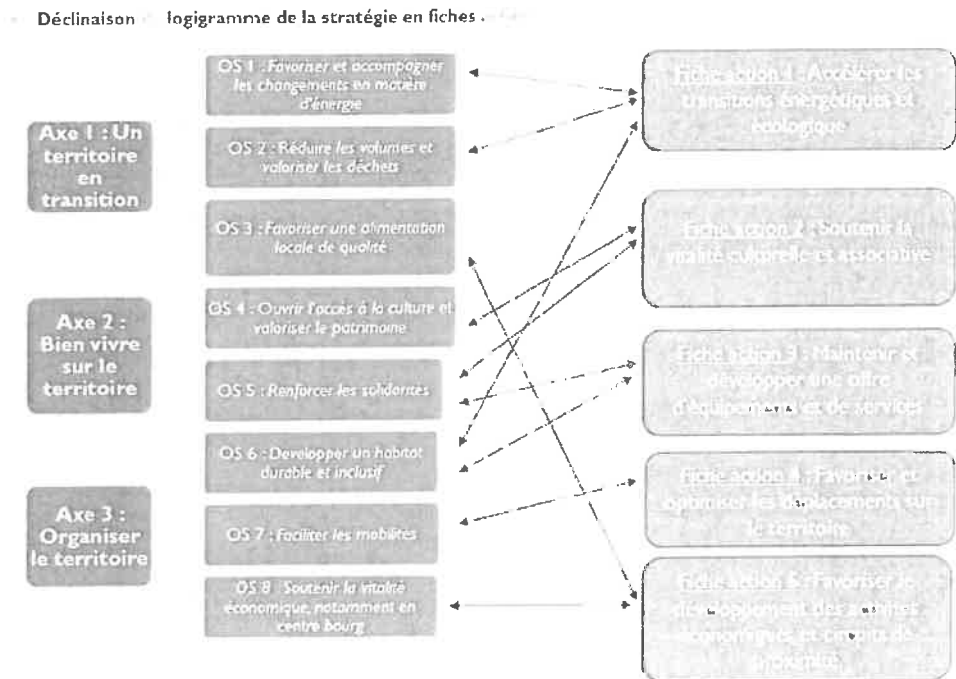 Déclinaison logigramme de la stratégie en fiches .
Axe 1 : Un
territoire
en
transition
Axe 2 :
Bien vivre
sur le
territoire
Axe 3 :
Organiser
le territoire
OS 1 : Favoriser et accompagner
les changements en matière
d'énergie
OS 2 : Réduire les volumes et
valoriser les déchets
OS 3 : Favoriser une alimentation
locale de qualité
OS 4 : Ouvrir l'accès à la culture et
valoriser le patrimoine
OS 5 : Renforcer les solidarités
OS 6 : Developper un habitat
durable et inclusif
OS 7 : Faciliter les mobilités
OS 8 : Soutenir la vitalité
économique, notamment en
centre bourg
Fiche action 1 : Accélérer les
transitions énergétiques et
écologique
Fiche action 2 : Soutenir la
vitalité culturelle et associative
Fiche action 3 : Maintenir et
développer une offre
d'équipements et de services
Fiche action 4 : Favoriser et
optimiser les déplacements sur
le territoire
Fiche action 5 : Favoriser le
développement des activités
économiques et circuits de
proximité